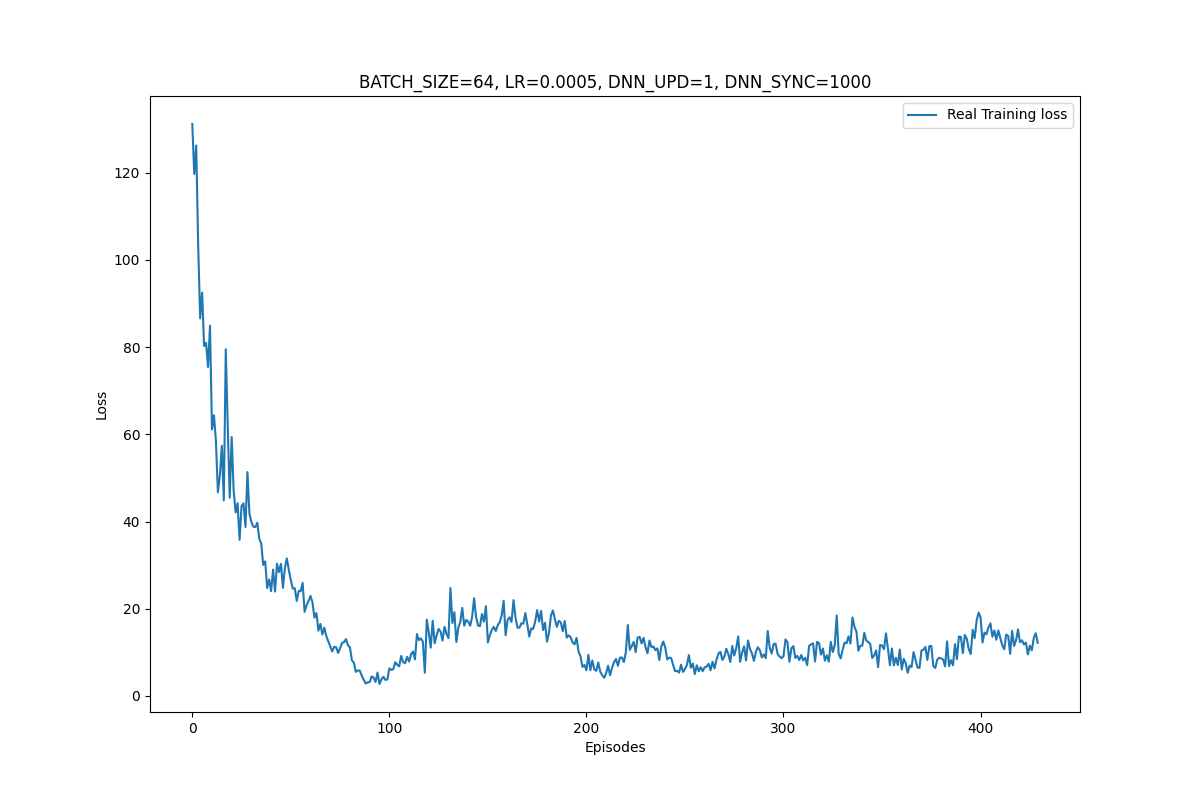 BATCH_SIZE=64, LR=0.0005, DNN_UPD=1, DNN_SYNC=1000
Real Training loss
120
100
80
60
40
20
0
Loss
0 100 200 300 400
Episodes